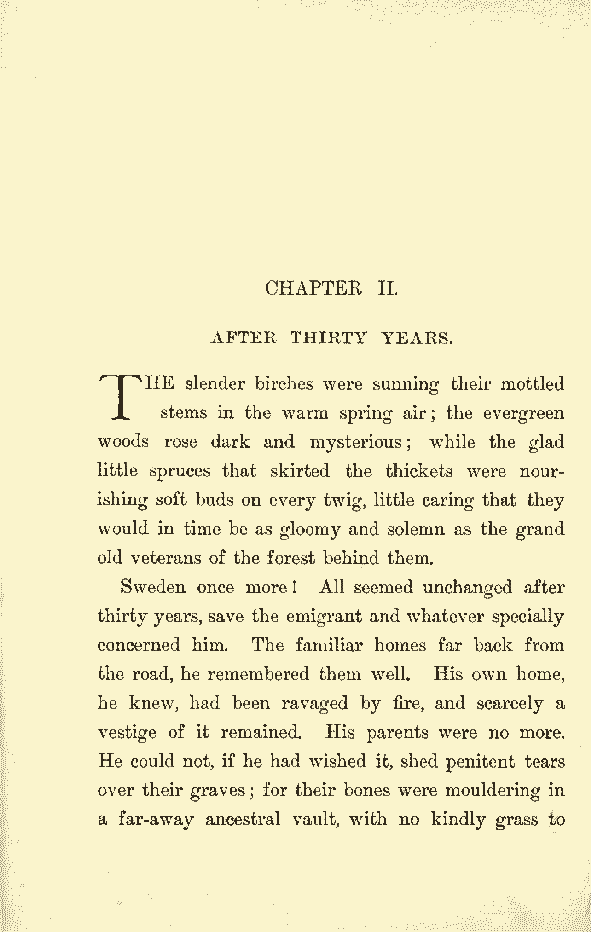 CHAPTER II.
AFTER THIRTY YEARS.
THE slender birches were sunning their mottled
stems in the warm spring air; the evergreen
woods rose dark and mysterious; while the glad
little spruces that skirted the thickets were nour-
ishing soft buds on every twig, little caring that they
would in time be as gloomy and solemn as the grand
old veterans of the forest behind them.
Sweden once more! All seemed unchanged after
thirty years, save the emigrant and whatever specially
concerned him. The familiar homes far back from
the road, he remembered them well. His own home,
he knew, had been ravaged by fire, and scarcely a
vestige of it remained. His parents were no more.
He could not, if he had wished it, shed penitent tears
over their graves; for their bones were mouldering in
a far-away ancestral vault, with no kindly grass to